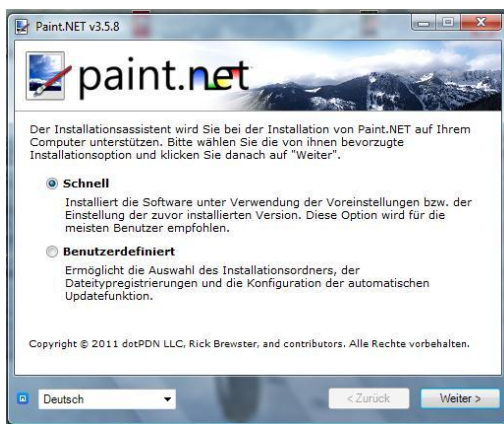 Paint.NET v3.5.8
paint.net
Der Installationsassistent wird Sie bei der Installation von Paint.NET auf Ihrem
Computer unterstützen. Bitte wählen Sie die von ihnen bevorzugte
Installationsoption und klicken Sie danach auf "Weiter".
Schnell
Installiert die Software unter Verwendung der Voreinstellungen bzw. der
Einstellung der zuvor installierten Version. Diese Option wird für die
meisten Benutzer empfohlen.
Benutzerdefiniert
Ermöglicht die Auswahl des Installationsordners, der
Dateitypregistrierungen und die Konfiguration der automatischen
Updatefunktion.
Copyright © 2011 dotPDN LLC, Rick Brewster, and contributors. Alle Rechte vorbehalten.
Deutsch
< Zurück
Weiter >